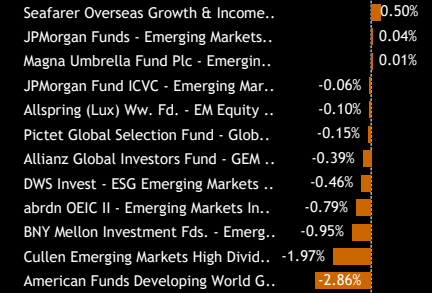 Seafarer Overseas Growth & Income.. 0.50%
JPMorgan Funds - Emerging Markets.. 0.04%
Magna Umbrella Fund Plc - Emergin.. 0.01%
JPMorgan Fund ICVC - Emerging Mar.. -0.06%
Allspring (Lux) Ww. Fd. - EM Equity .. -0.10%
Pictet Global Selection Fund - Glob.. -0.15%
Allianz Global Investors Fund - GEM .. -0.39%
DWS Invest - ESG Emerging Markets .. -0.46%
abrdn OEIC II - Emerging Markets In.. -0.79%
BNY Mellon Investment Fds. - Emerg.. -0.95%
Cullen Emerging Markets High Divid.. -1.97%
American Funds Developing World G.. -2.86%